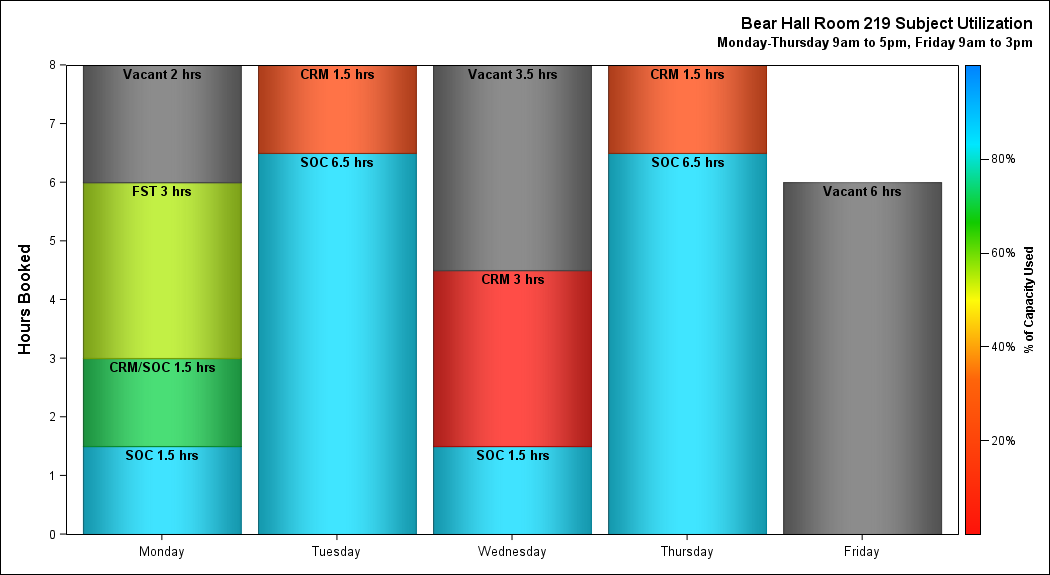 Bear Hall Room 219 Subject Utilization
Monday-Thursday 9am to 5pm, Friday 9am to 3pm
Hours Booked
8
7
6
5
4
3
2
1
0
Vacant 2 hrs
FST 3 hrs
CRM/SOC 1.5 hrs
SOC 1.5 hrs
CRM 1.5 hrs
SOC 6.5 hrs
Vacant 3.5 hrs
CRM 3 hrs
SOC 1.5 hrs
CRM 1.5 hrs
SOC 6.5 hrs
Vacant 6 hrs
Monday
Tuesday
Wednesday
Thursday
Friday
80%
60%
40%
20%
% of Capacity Used